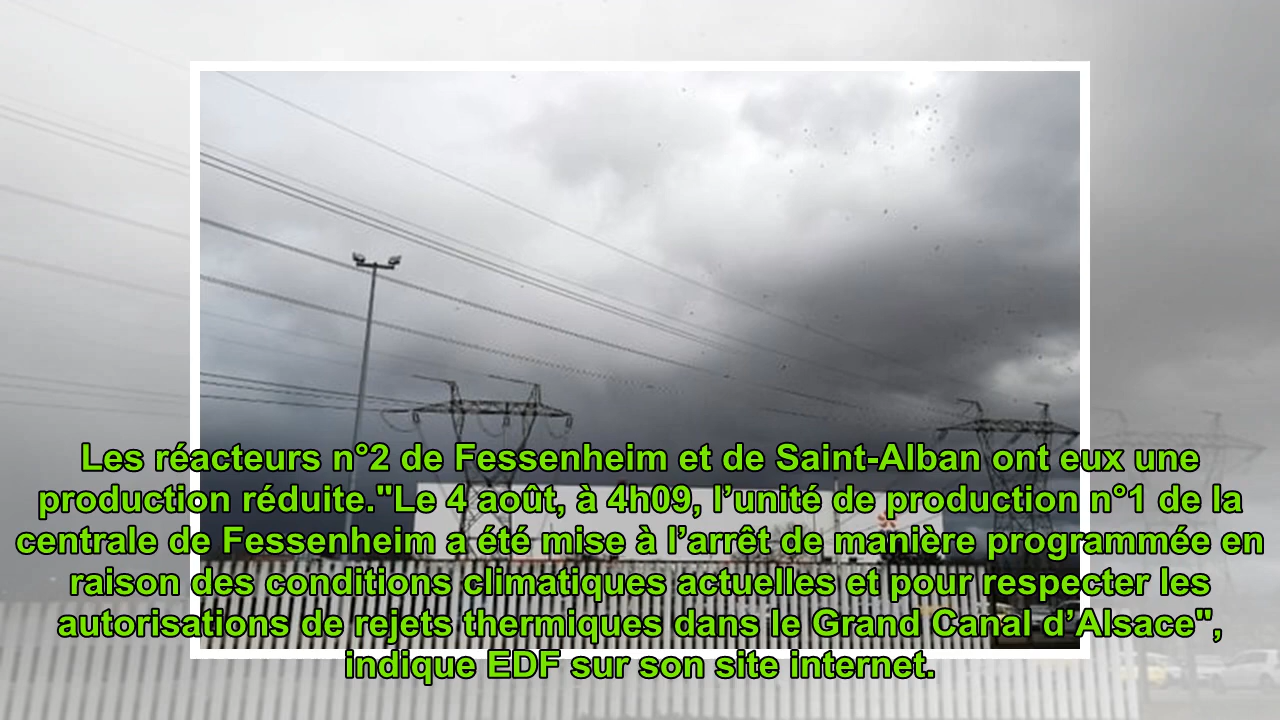 Les réacteurs n°2 de Fessenheim et de Saint-Alban ont eux une
production réduite."Le 4 août, à 4h09, l’unité de production n°1 de la
centrale de Fessenheim a été mise à l’arrêt de manière programmée en
raison des conditions climatiques actuelles et pour respecter les
autorisations de rejets thermiques dans le Grand Canal d’Alsace",
indique EDF sur son site internet.